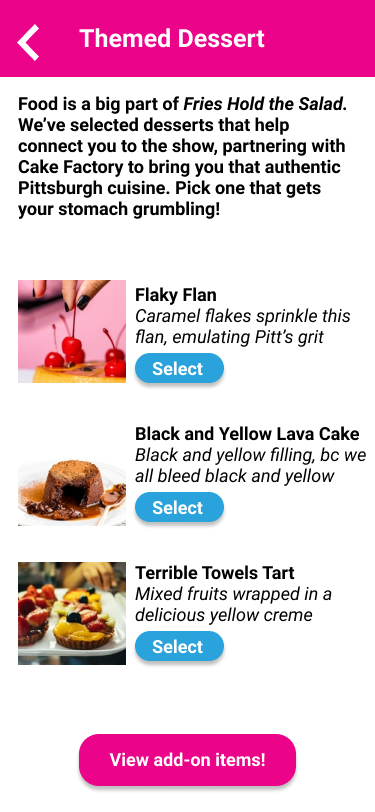 Themed Dessert
Food is a big part of Fries Hold the Salad.
We’ve selected desserts that help
connect you to the show, partnering with
Cake Factory to bring you that authentic
Pittsburgh cuisine. Pick one that gets
your stomach grumbling!
Flaky Flan
Caramel flakes sprinkle this
flan, emulating Pitt’s grit
Select
Black and Yellow Lava Cake
Black and yellow filling, bc we
all bleed black and yellow
Select
Terrible Towels Tart
Mixed fruits wrapped in a
delicious yellow creme
Select
View add-on items!